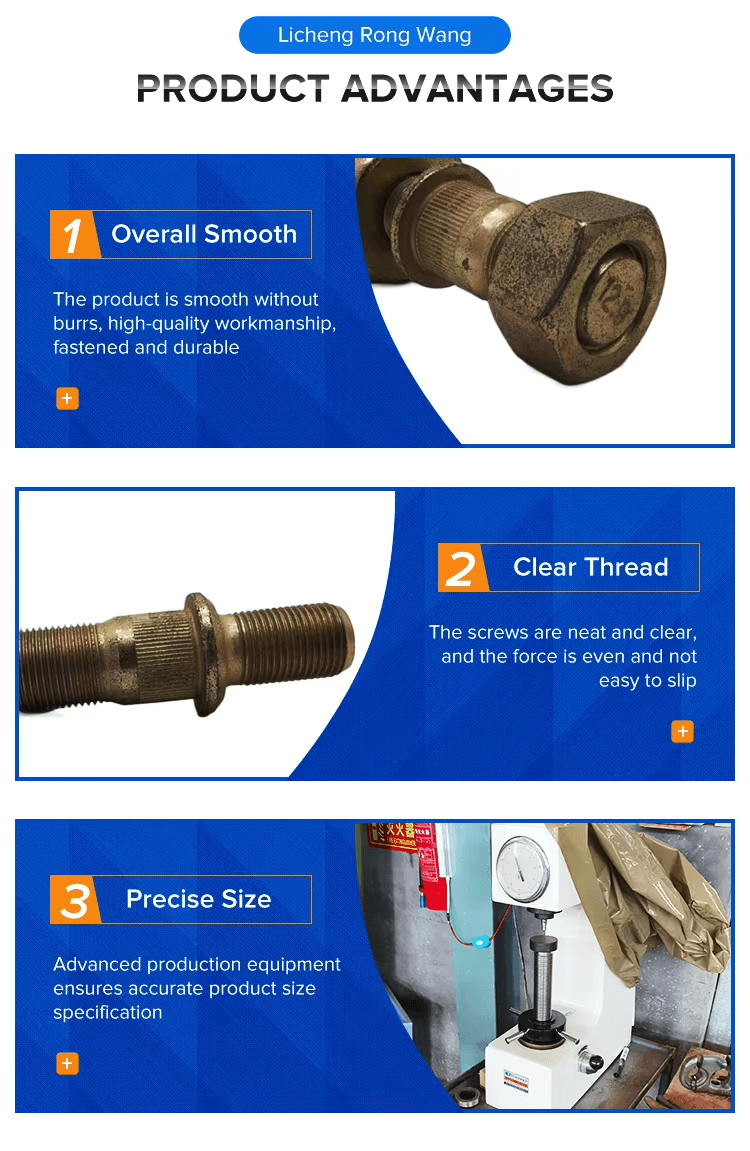 Licheng Rong Wang
PRODUCT ADVANTAGES
1 Overall Smooth
The product is smooth without
burrs, high-quality workmanship,
fastened and durable
+
2 Clear Thread
The screws are neat and clear,
and the force is even and not
easy to slip
+
3 Precise Size
Advanced production equipment
ensures accurate product size
specification
+